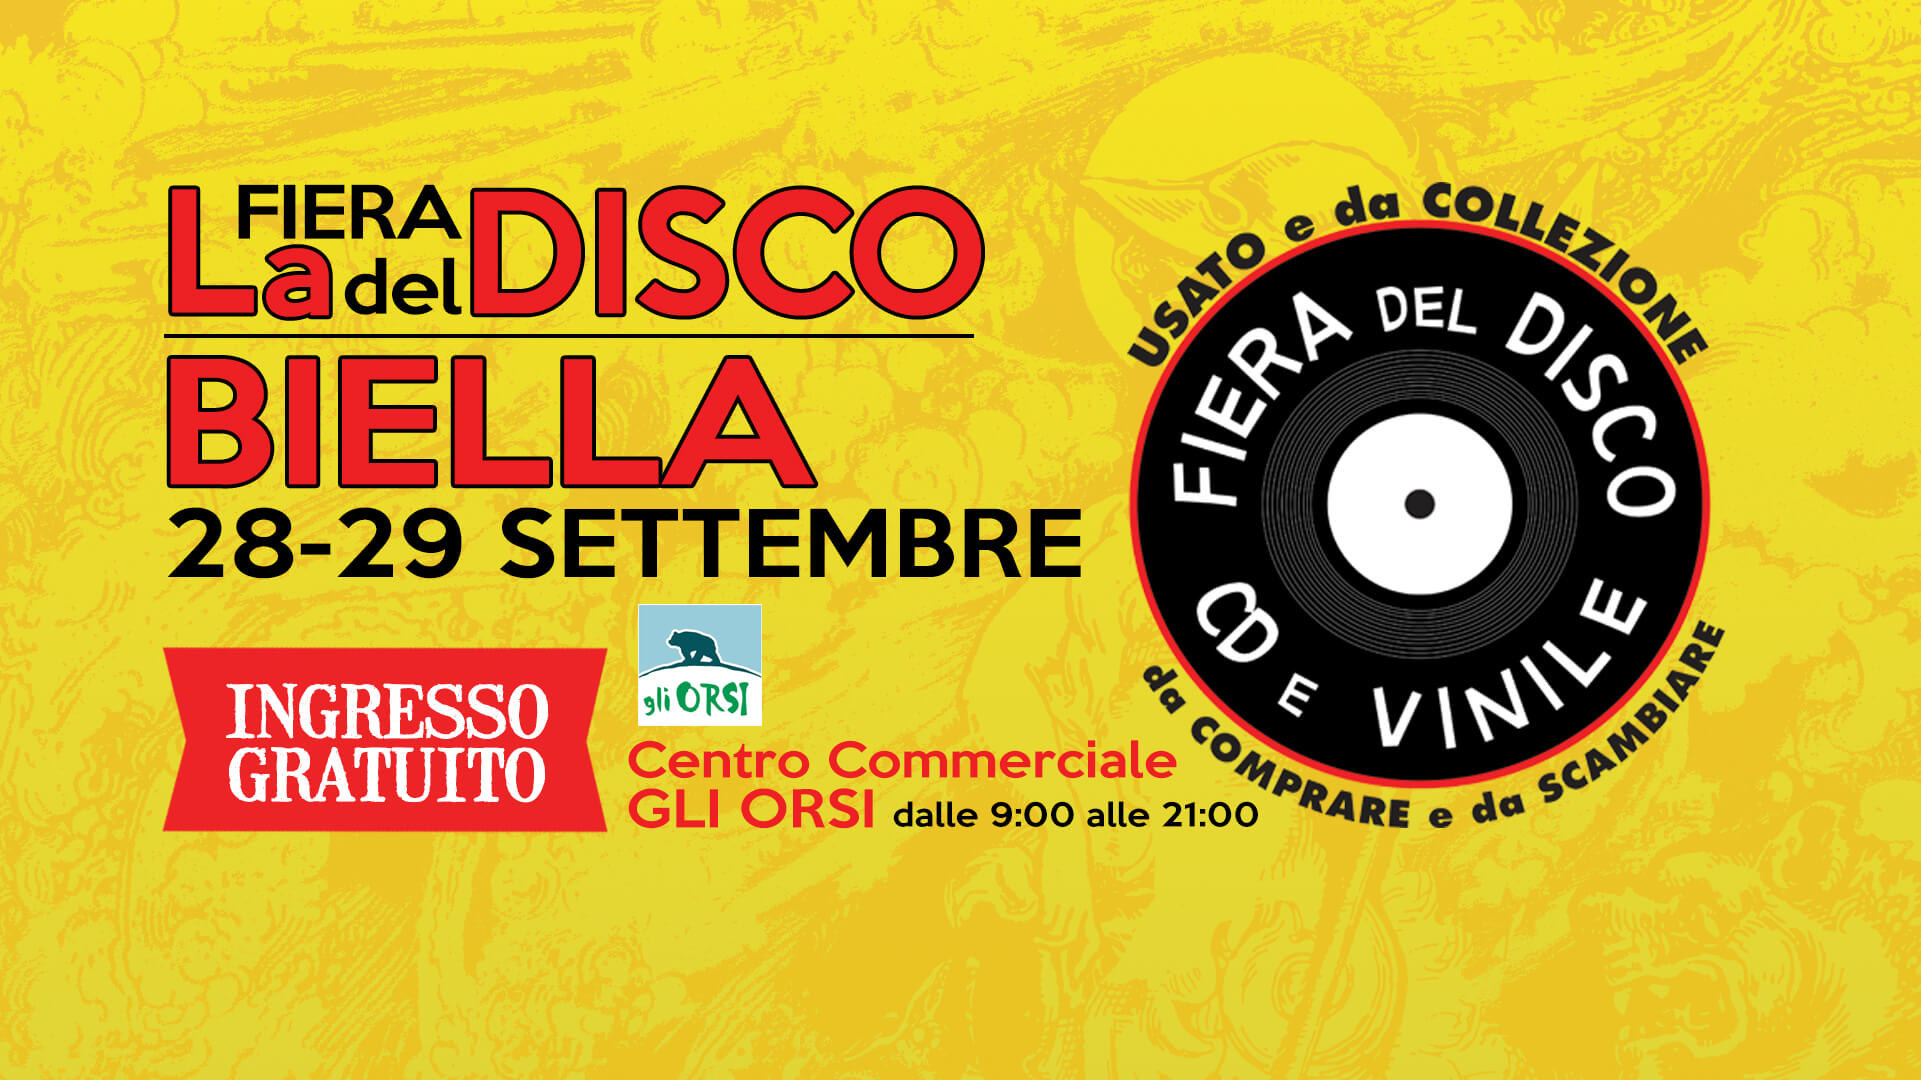 La FIERA del DISCO
BIELLA
28-29 SETTEMBRE
INGRESSO
GRATUITO
gli ORSI
Centro Commerciale
GLI ORSI dalle 9:00 alle 21:00
USATO e da COLLEZIONE
FIERA DEL DISCO
CD E VINILE
da COMPRARE e da SCAMBIARE